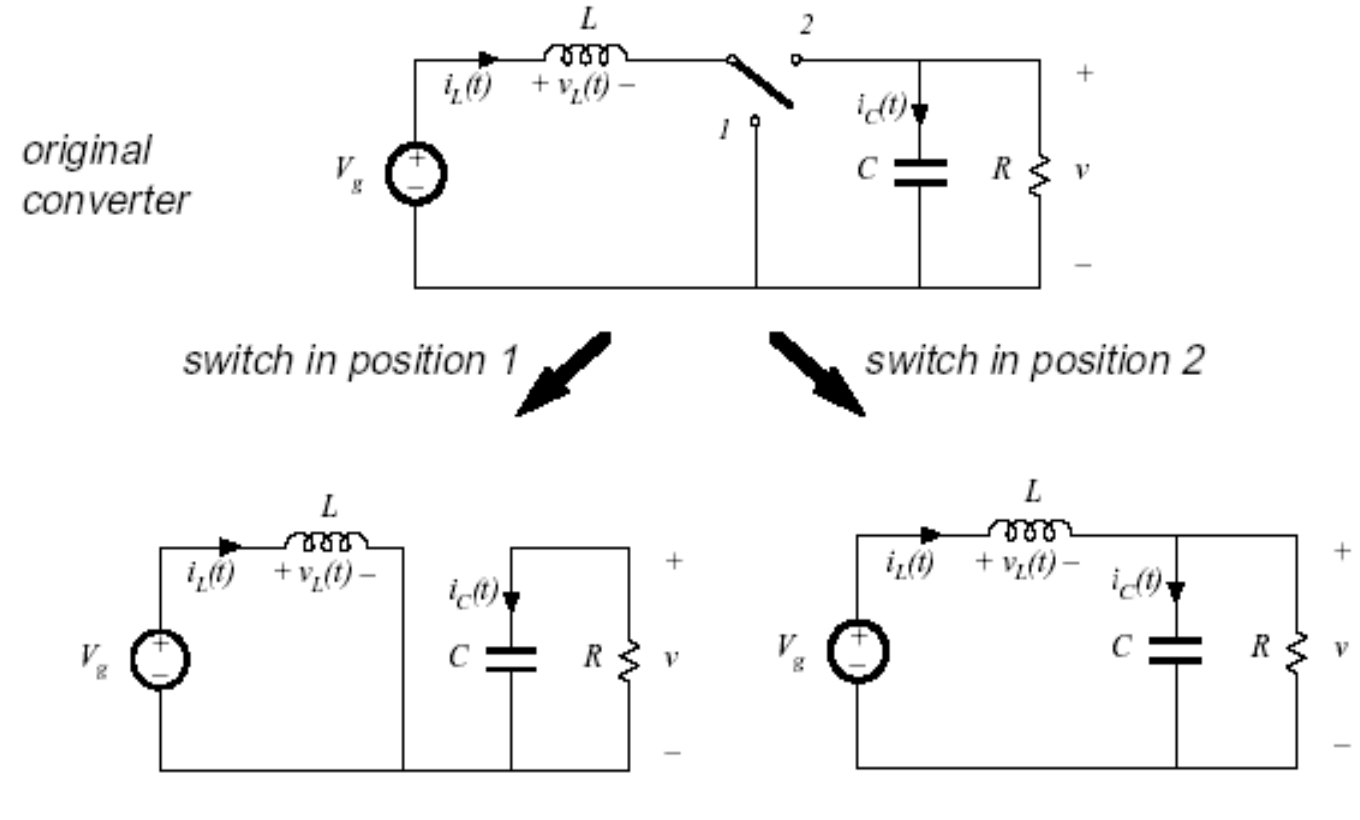 L
2
i_L(t)
+ v_L(t) −
i_C(t)
1
original
converter
V_g
+
−
C
R
+
v
−
switch in position 1
switch in position 2
L
i_L(t)
+ v_L(t) −
i_C(t)
V_g
+
−
C
R
+
v
−
L
i_L(t)
+ v_L(t) −
i_C(t)
V_g
+
−
C
R
+
v
−